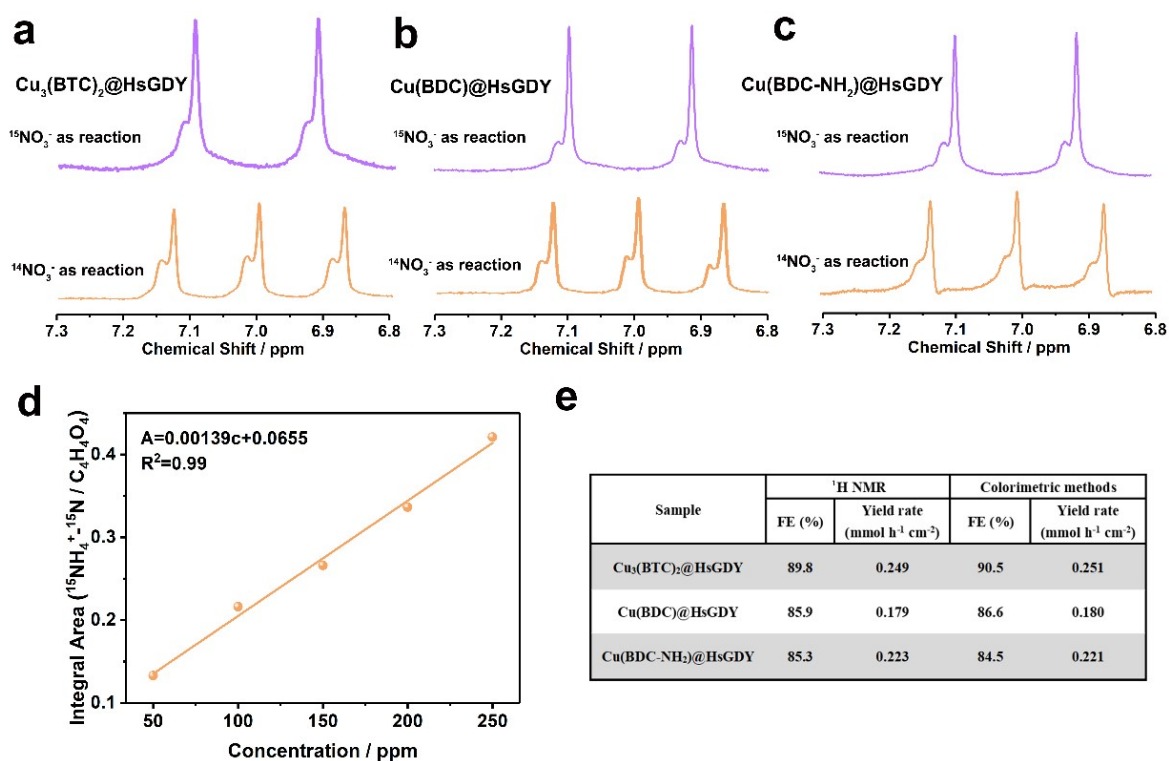 a
Cu₃(BTC)₂@HsGDY
¹⁵NO₃⁻ as reaction
¹⁴NO₃⁻ as reaction
7.3 7.2 7.1 7.0 6.9 6.8
Chemical Shift / ppm
b
Cu(BDC)@HsGDY
¹⁵NO₃⁻ as reaction
¹⁴NO₃⁻ as reaction
7.3 7.2 7.1 7.0 6.9 6.8
Chemical Shift / ppm
c
Cu(BDC-NH₂)@HsGDY
¹⁵NO₃⁻ as reaction
¹⁴NO₃⁻ as reaction
7.3 7.2 7.1 7.0 6.9 6.8
Chemical Shift / ppm
d
A=0.00139c+0.0655
R²=0.99
Integral Area (¹⁵NH₄⁺-¹⁵N / C₄H₄O₄)
0.4
0.3
0.2
0.1
50 100 150 200 250
Concentration / ppm
e
Sample ¹H NMR Colorimetric methods
FE (%) Yield rate (mmol h⁻¹ cm⁻²) FE (%) Yield rate (mmol h⁻¹ cm⁻²)
Cu₃(BTC)₂@HsGDY 89.8 0.249 90.5 0.251
Cu(BDC)@HsGDY 85.9 0.179 86.6 0.180
Cu(BDC-NH₂)@HsGDY 85.3 0.223 84.5 0.221